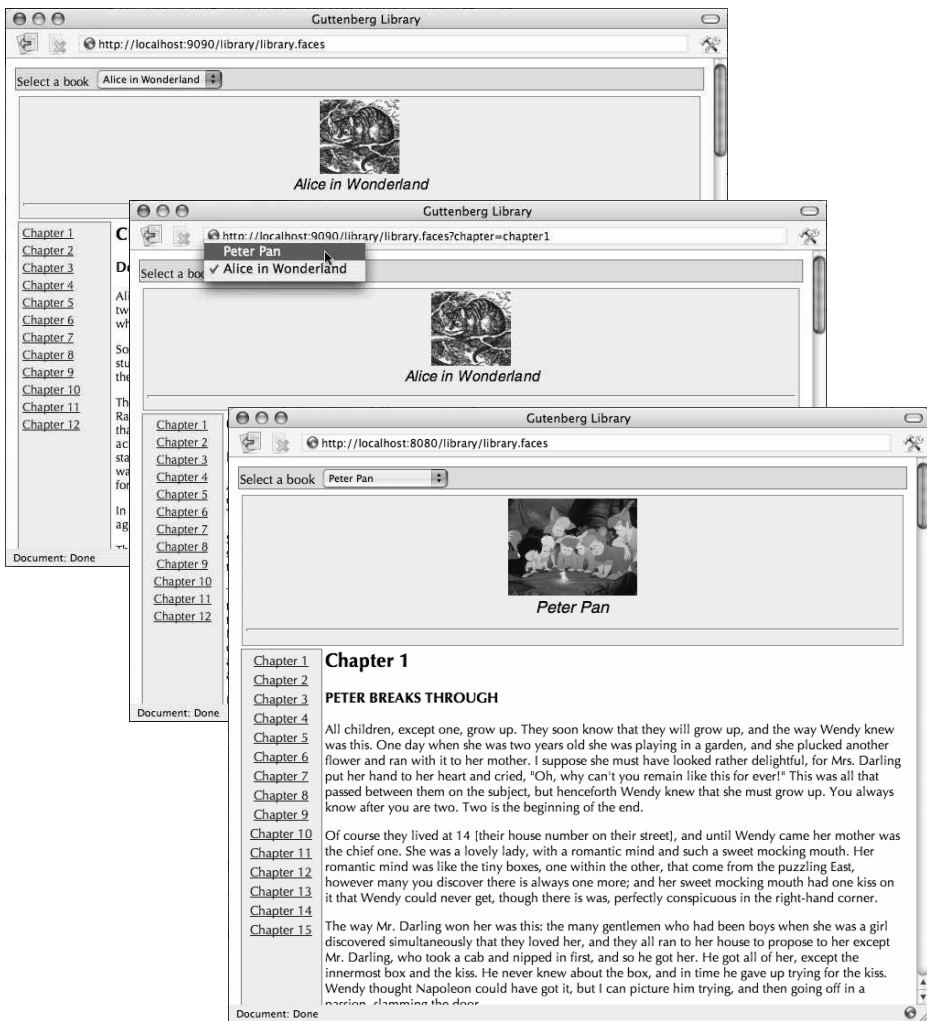 Guttenberg Library
http://localhost:9090/library/library.faces
Select a book Alice in Wonderland
Alice in Wonderland
Chapter 1
Chapter 2
Chapter 3
Chapter 4
Chapter 5
Chapter 6
Chapter 7
Chapter 8
Chapter 9
Chapter 10
Chapter 11
Chapter 12
Document: Done
Guttenberg Library
http://localhost:9090/library/library.faces?chapter=chapter1
Peter Pan
✓ Alice in Wonderland
Select a
Alice in Wonderland
Chapter 1
Chapter 2
Chapter 3
Chapter 4
Chapter 5
Chapter 6
Chapter 7
Chapter 8
Chapter 9
Chapter 10
Chapter 11
Chapter 12
Document: Done
Gutenberg Library
http://localhost:8080/library/library.faces
Select a book Peter Pan
Peter Pan
Chapter 1
Chapter 2
Chapter 3
Chapter 4
Chapter 5
Chapter 6
Chapter 7
Chapter 8
Chapter 9
Chapter 10
Chapter 11
Chapter 12
Chapter 13
Chapter 14
Chapter 15
Chapter 1
PETER BREAKS THROUGH
All children, except one, grow up. They soon know that they will grow up, and the way Wendy knew
was this. One day when she was two years old she was playing in a garden, and she plucked another
flower and ran with it to her mother. I suppose she must have looked rather delightful, for Mrs. Darling
put her hand to her heart and cried, "Oh, why can't you remain like this for ever!" This was all that
passed between them on the subject, but henceforth Wendy knew that she must grow up. You always
know after you are two. Two is the beginning of the end.
Of course they lived at 14 [their house number on their street], and until Wendy came her mother was
the chief one. She was a lovely lady, with a romantic mind and such a sweet mocking mouth. Her
romantic mind was like the tiny boxes, one within the other, that come from the puzzling East,
however many you discover there is always one more; and her sweet mocking mouth had one kiss on
it that Wendy could never get, though there is was, perfectly conspicuous in the right-hand corner.
The way Mr. Darling won her was this: the many gentlemen who had been boys when she was a girl
discovered simultaneously that they loved her, and they all ran to her house to propose to her except
Mr. Darling, who took a cab and nipped in first, and so he got her. He got all of her, except the
innermost box and the kiss. He never knew about the box, and in time he gave up trying for the kiss.
Wendy thought Napoleon could have got it, but I can picture him trying, and then going off in a
passion, slamming the door.
Document: Done